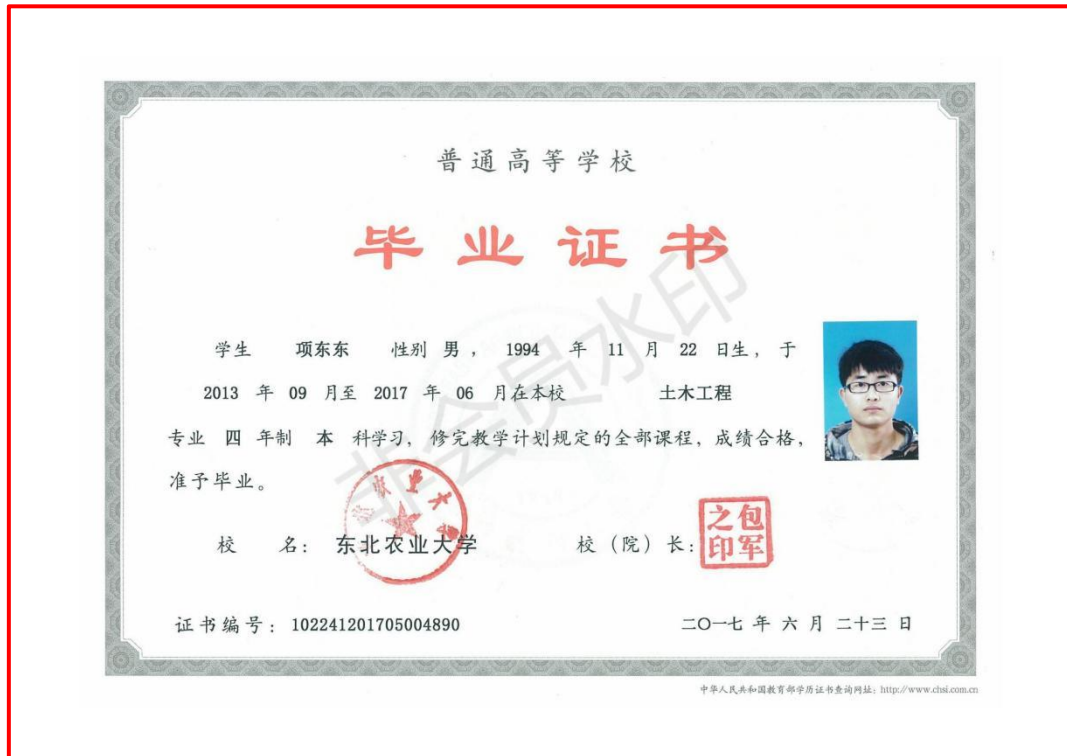 普通高等学校
毕业证书
学生 项东东 性别 男， 1994 年 11 月 22 日生，于
2013 年 09 月至 2017 年 06 月在本校 土木工程
专业 四 年制 本 科学习，修完教学计划规定的全部课程，成绩合格，
准予毕业。
校 名：东北农业大学 校（院）长：
包军之印
证书编号：102241201705004890 二〇一七 年 六 月 二十三 日
中华人民共和国教育部学历证书查询网址：http://www.chsi.com.cn
非会员水印